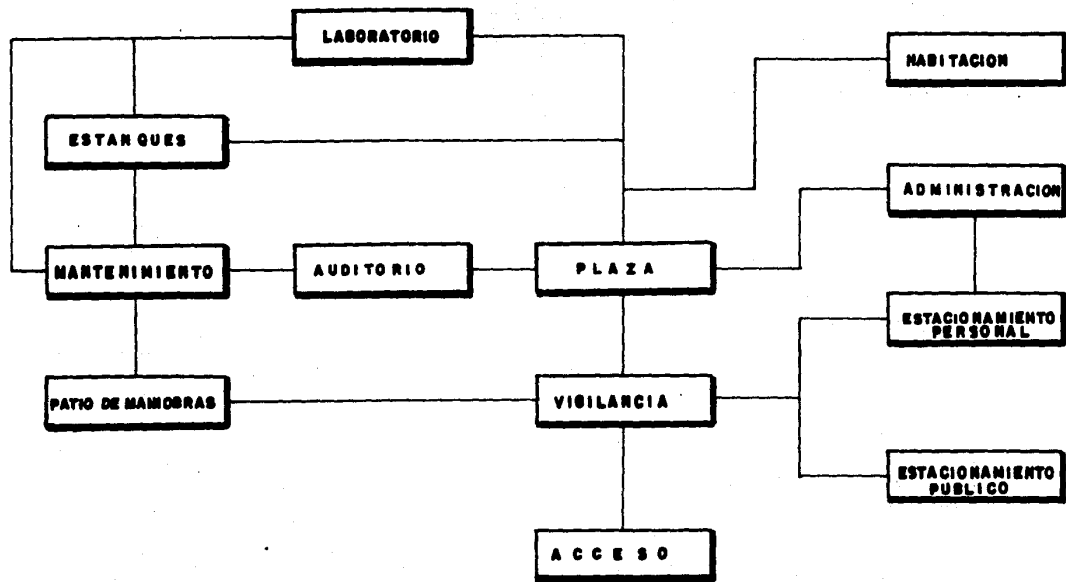 LABORATORIO
HABITACION
ESTANQUES
ADMINISTRACION
MANTENIMIENTO
AUDITORIO
PLAZA
ESTACIONAMIENTO
PERSONAL
PATIO DE MANIOBRAS
VIGILANCIA
ESTACIONAMIENTO
PUBLICO
ACCESO